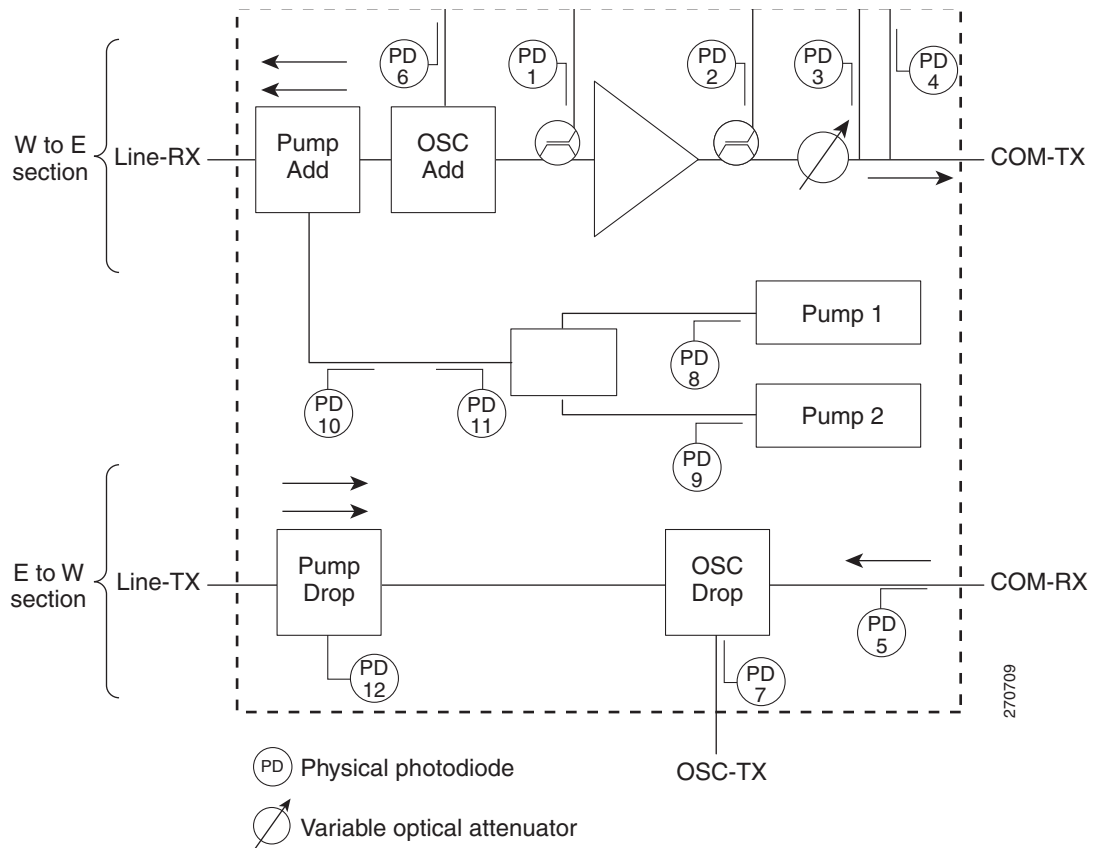 PD
6
PD
1
PD
2
PD
3
PD
4
W to E
section
Line-RX
Pump
Add
OSC
Add
COM-TX
Pump 1
PD
8
PD
10
PD
11
Pump 2
PD
9
E to W
section
Line-TX
Pump
Drop
OSC
Drop
COM-RX
PD
5
PD
12
PD
7
270709
OSC-TX
PD Physical photodiode
Variable optical attenuator